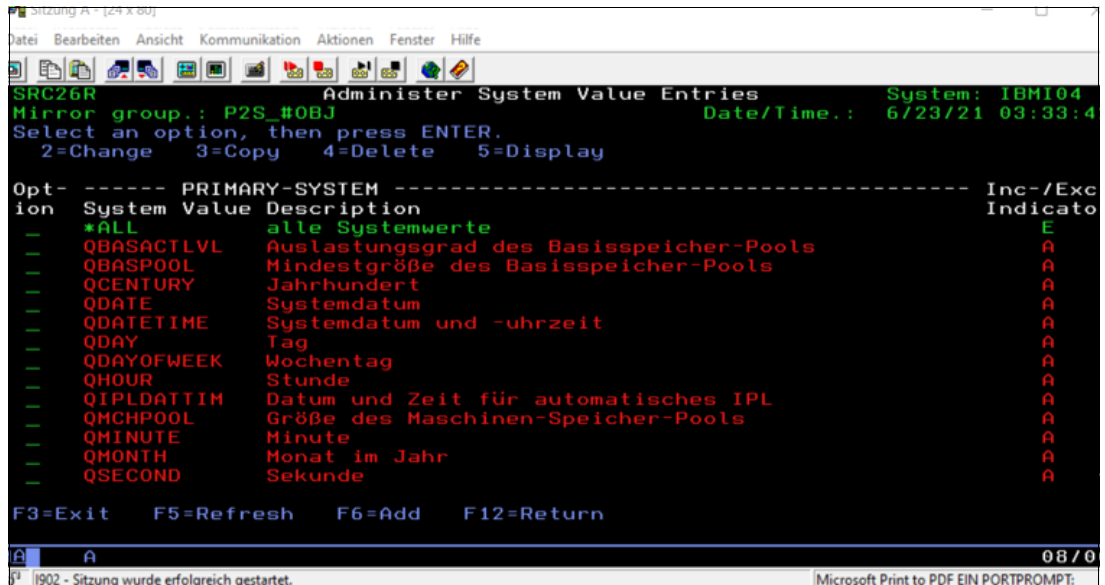 Sitzung A - [24 x 80]
Datei Bearbeiten Ansicht Kommunikation Aktionen Fenster Hilfe
SRC26R Administer System Value Entries System: IBMI04
Mirror group.: P2S_#OBJ Date/Time.: 6/23/21 03:33:4
Select an option, then press ENTER.
2=Change 3=Copy 4=Delete 5=Display
Opt- ------ PRIMARY-SYSTEM ----------------------------------------- Inc-/Exc
ion System Value Description Indicato
_ *ALL alle Systemwerte E
_ QBASACTLVL Auslastungsgrad des Basisspeicher-Pools A
_ QBASPOOL Mindestgröße des Basisspeicher-Pools A
_ QCENTURY Jahrhundert A
_ QDATE Systemdatum A
_ QDATETIME Systemdatum und -uhrzeit A
_ QDAY Tag A
_ QDAYOFWEEK Wochentag A
_ QHOUR Stunde A
_ QIPLDATTIM Datum und Zeit für automatisches IPL A
_ QMCHPOOL Größe des Maschinen-Speicher-Pools A
_ QMINUTE Minute A
_ QMONTH Monat im Jahr A
_ QSECOND Sekunde A
F3=Exit F5=Refresh F6=Add F12=Return
A A 08/0
I902 - Sitzung wurde erfolgreich gestartet. Microsoft Print to PDF EIN PORTPROMPT: